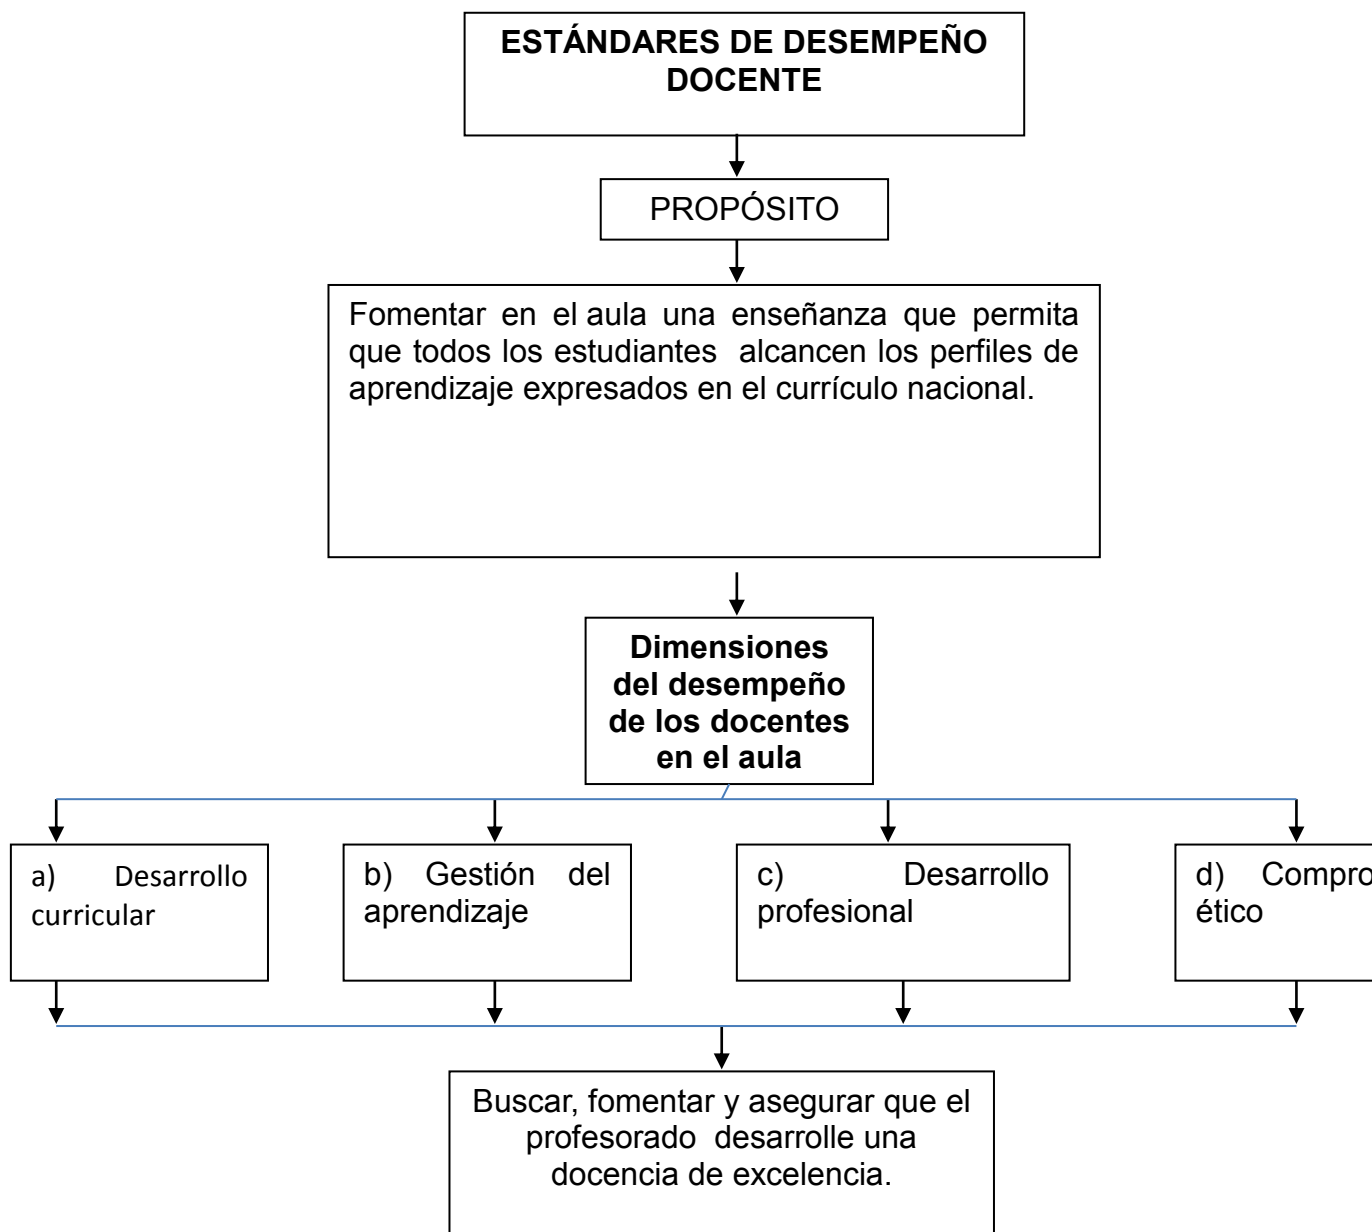 ESTÁNDARES DE DESEMPEÑO
DOCENTE
PROPÓSITO
Fomentar en el aula una enseñanza que permita
que todos los estudiantes alcancen los perfiles de
aprendizaje expresados en el currículo nacional.
Dimensiones
del desempeño
de los docentes
en el aula
a) Desarrollo
curricular
b) Gestión del
aprendizaje
c) Desarrollo
profesional
d) Compro
ético
Buscar, fomentar y asegurar que el
profesorado desarrolle una
docencia de excelencia.